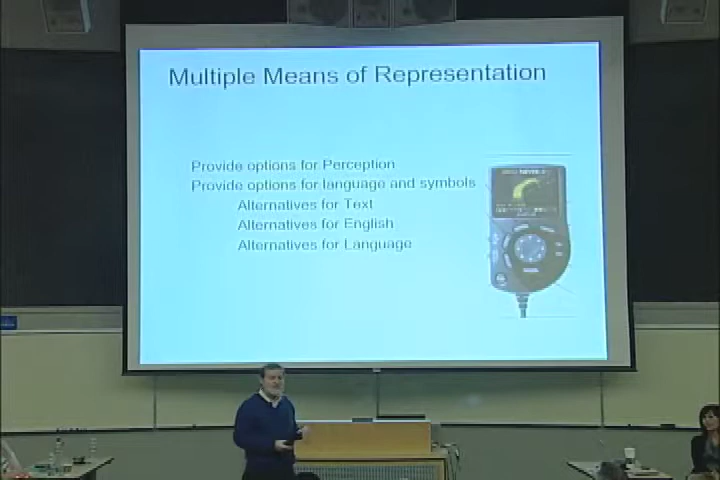 Multiple Means of Representation
Provide options for Perception
Provide options for language and symbols
Alternatives for Text
Alternatives for English
Alternatives for Language